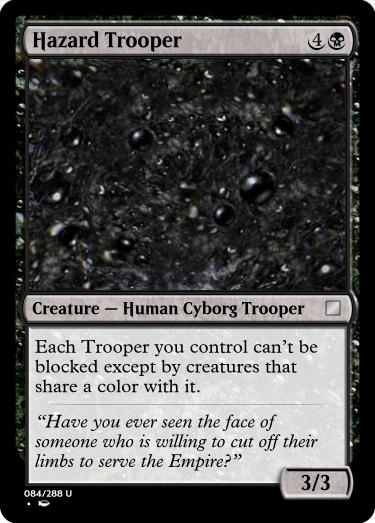 Hazard Trooper 4
Creature — Human Cyborg Trooper
Each Trooper you control can't be
blocked except by creatures that
share a color with it.
“Have you ever seen the face of
someone who is willing to cut off their
limbs to serve the Empire?”
3/3
084/288 U